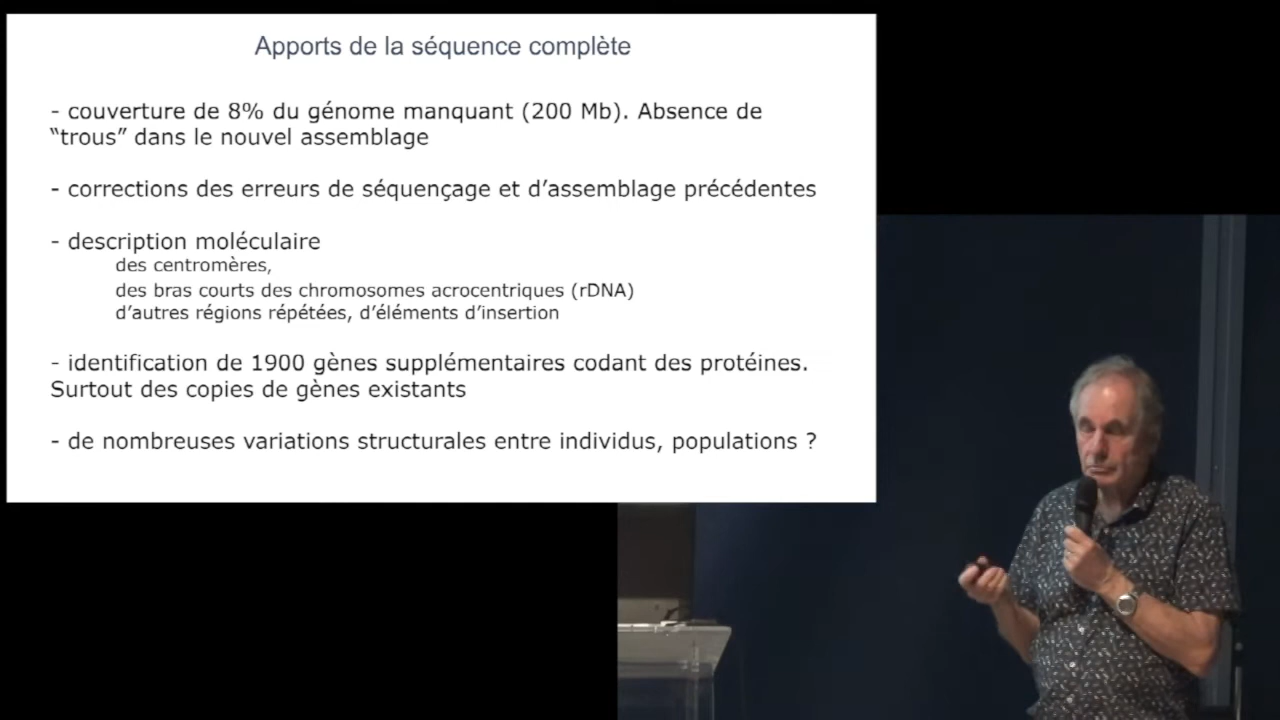 Apports de la séquence complète
- couverture de 8% du génome manquant (200 Mb). Absence de
“trous” dans le nouvel assemblage
- corrections des erreurs de séquençage et d’assemblage précédentes
- description moléculaire
des centromères,
des bras courts des chromosomes acrocentriques (rDNA)
d’autres régions répétées, d’éléments d’insertion
- identification de 1900 gènes supplémentaires codant des protéines.
Surtout des copies de gènes existants
- de nombreuses variations structurales entre individus, populations ?